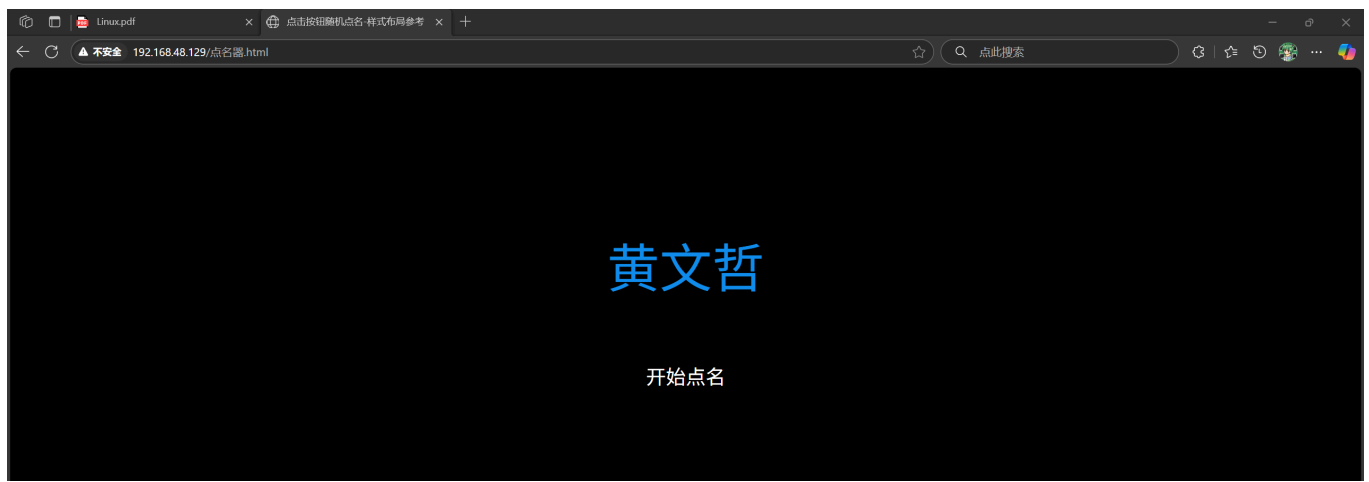 Linux.pdf
点击按钮随机点名-样式布局参考
不安全 192.168.48.129/点名器.html
点此搜索
黄文哲
开始点名